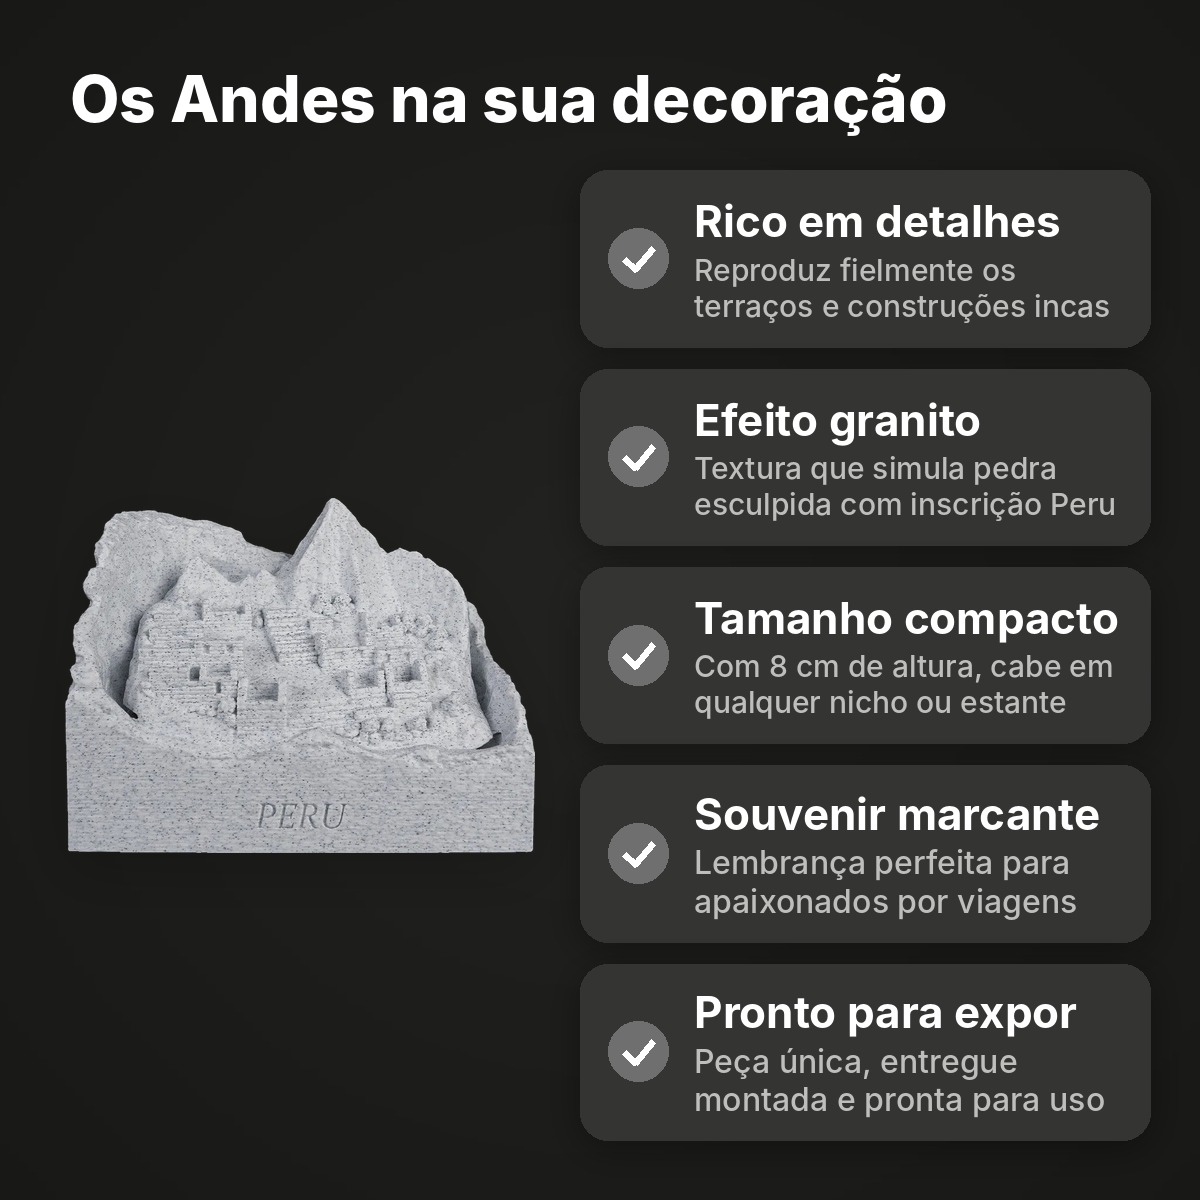 Os Andes na sua decoração
Rico em detalhes
Reproduz fielmente os
terraços e construções incas
Efeito granito
Textura que simula pedra
esculpida com inscrição Peru
Tamanho compacto
Com 8 cm de altura, cabe em
qualquer nicho ou estante
Souvenir marcante
Lembrança perfeita para
apaixonados por viagens
Pronto para expor
Peça única, entregue
montada e pronta para uso
PERU